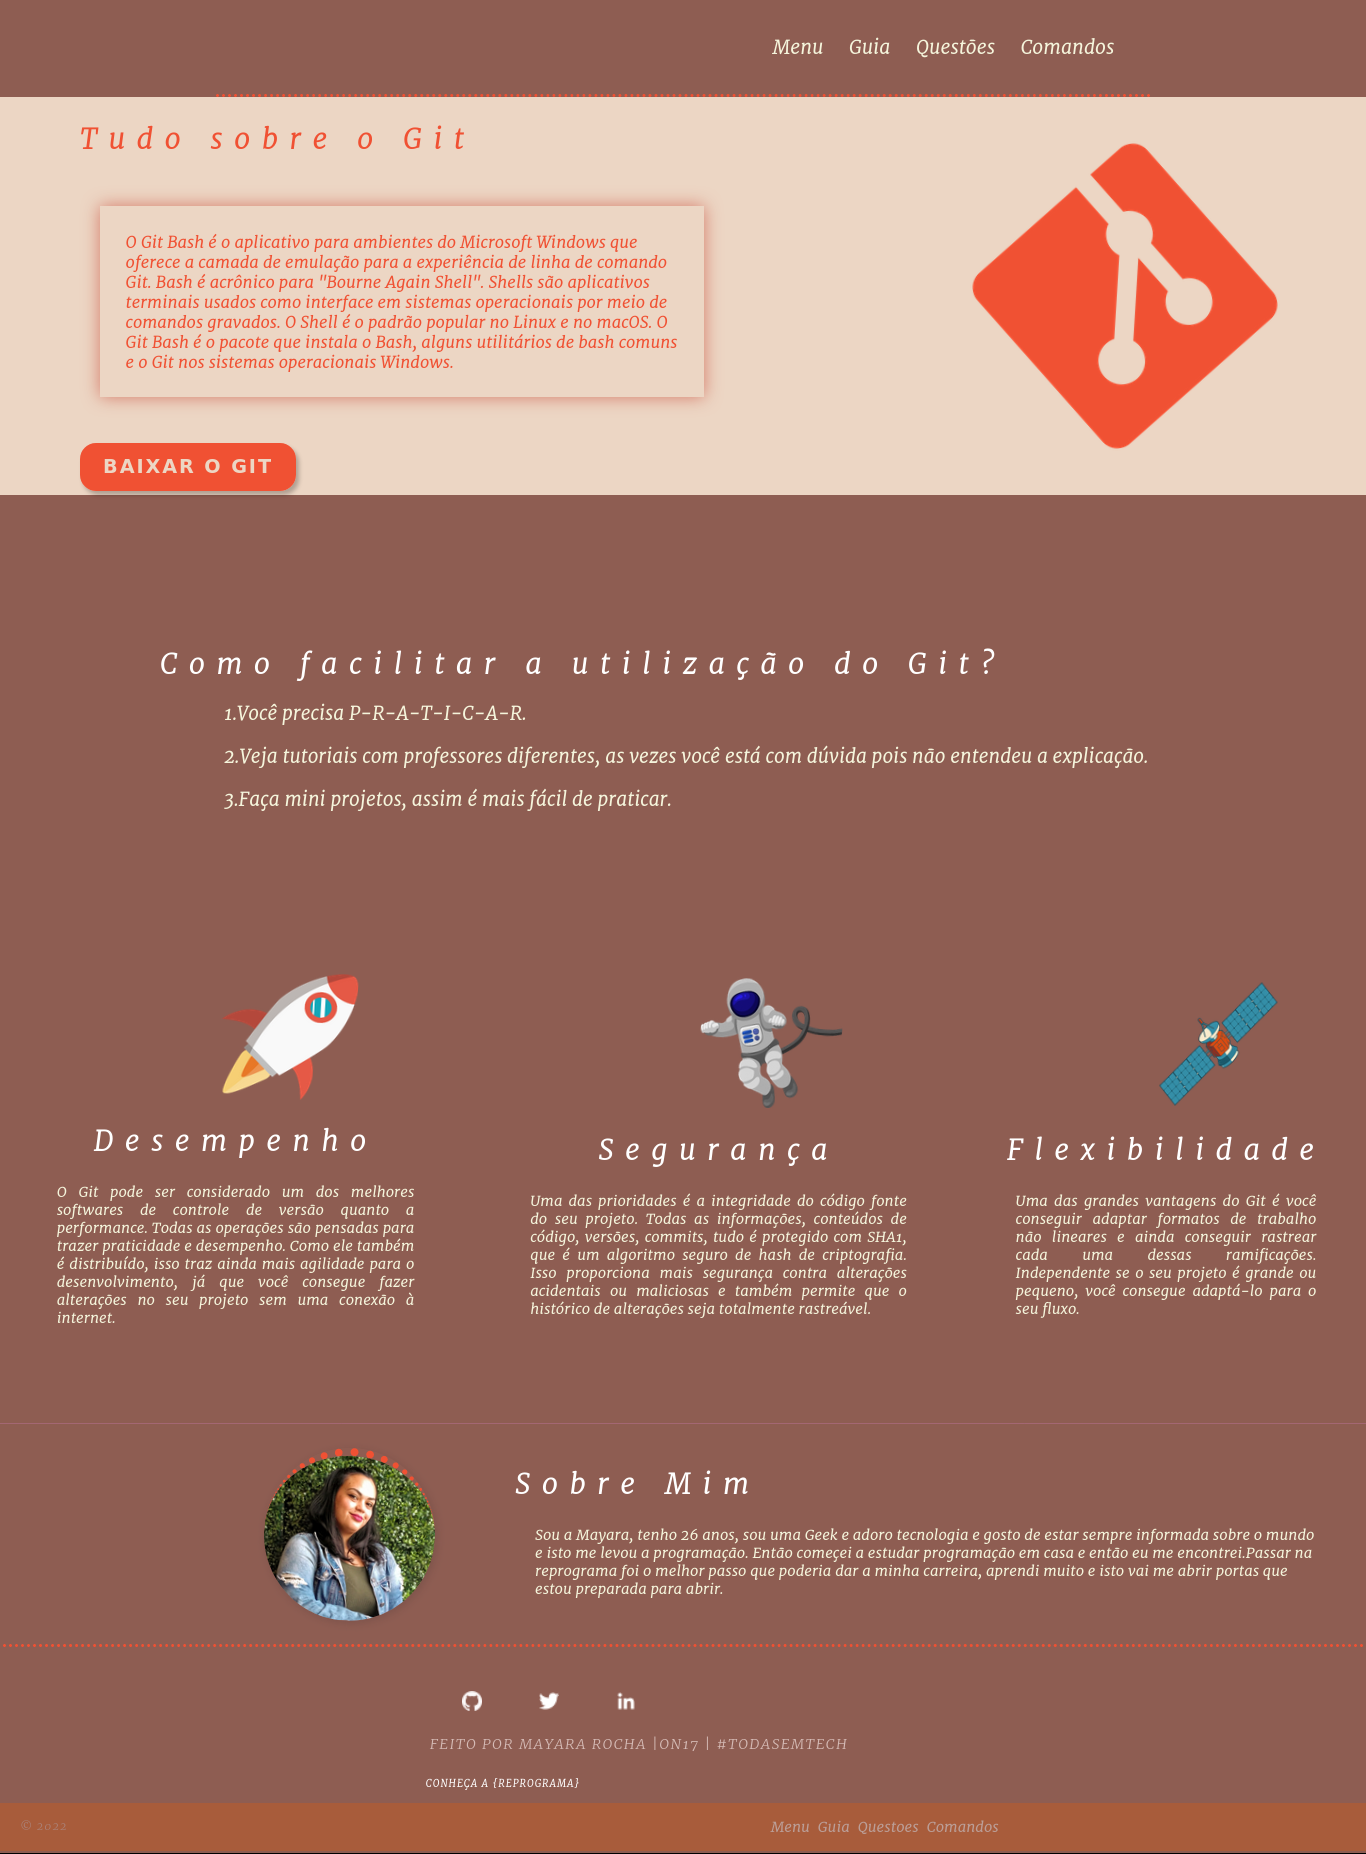 Menu Guia Questões Comandos
Tudo sobre o Git
O Git Bash é o aplicativo para ambientes do Microsoft Windows que
oferece a camada de emulação para a experiência de linha de comando
Git. Bash é acrônico para "Bourne Again Shell". Shells são aplicativos
terminais usados como interface em sistemas operacionais por meio de
comandos gravados. O Shell é o padrão popular no Linux e no macOS. O
Git Bash é o pacote que instala o Bash, alguns utilitários de bash comuns
e o Git nos sistemas operacionais Windows.
BAIXAR O GIT
Como facilitar a utilização do Git?
1.Você precisa P-R-A-T-I-C-A-R.
2.Veja tutoriais com professores diferentes, as vezes você está com dúvida pois não entendeu a explicação.
3.Faça mini projetos, assim é mais fácil de praticar.
Desempenho
O Git pode ser considerado um dos melhores
softwares de controle de versão quanto a
performance. Todas as operações são pensadas para
trazer praticidade e desempenho. Como ele também
é distribuído, isso traz ainda mais agilidade para o
desenvolvimento, já que você consegue fazer
alterações no seu projeto sem uma conexão à
internet.
Segurança
Uma das prioridades é a integridade do código fonte
do seu projeto. Todas as informações, conteúdos de
código, versões, commits, tudo é protegido com SHA1,
que é um algoritmo seguro de hash de criptografia.
Isso proporciona mais segurança contra alterações
acidentais ou maliciosas e também permite que o
histórico de alterações seja totalmente rastreável.
Flexibilidade
Uma das grandes vantagens do Git é você
conseguir adaptar formatos de trabalho
não lineares e ainda conseguir rastrear
cada uma dessas ramificações.
Independente se o seu projeto é grande ou
pequeno, você consegue adaptá-lo para o
seu fluxo.
Sobre Mim
Sou a Mayara, tenho 26 anos, sou uma Geek e adoro tecnologia e gosto de estar sempre informada sobre o mundo
e isto me levou a programação. Então começei a estudar programação em casa e então eu me encontrei.Passar na
reprograma foi o melhor passo que poderia dar a minha carreira, aprendi muito e isto vai me abrir portas que
estou preparada para abrir.
in
FEITO POR MAYARA ROCHA |ON17 | #TODASEMTECH
CONHEÇA A {REPROGRAMA}
© 2022
Menu Guia Questoes Comandos